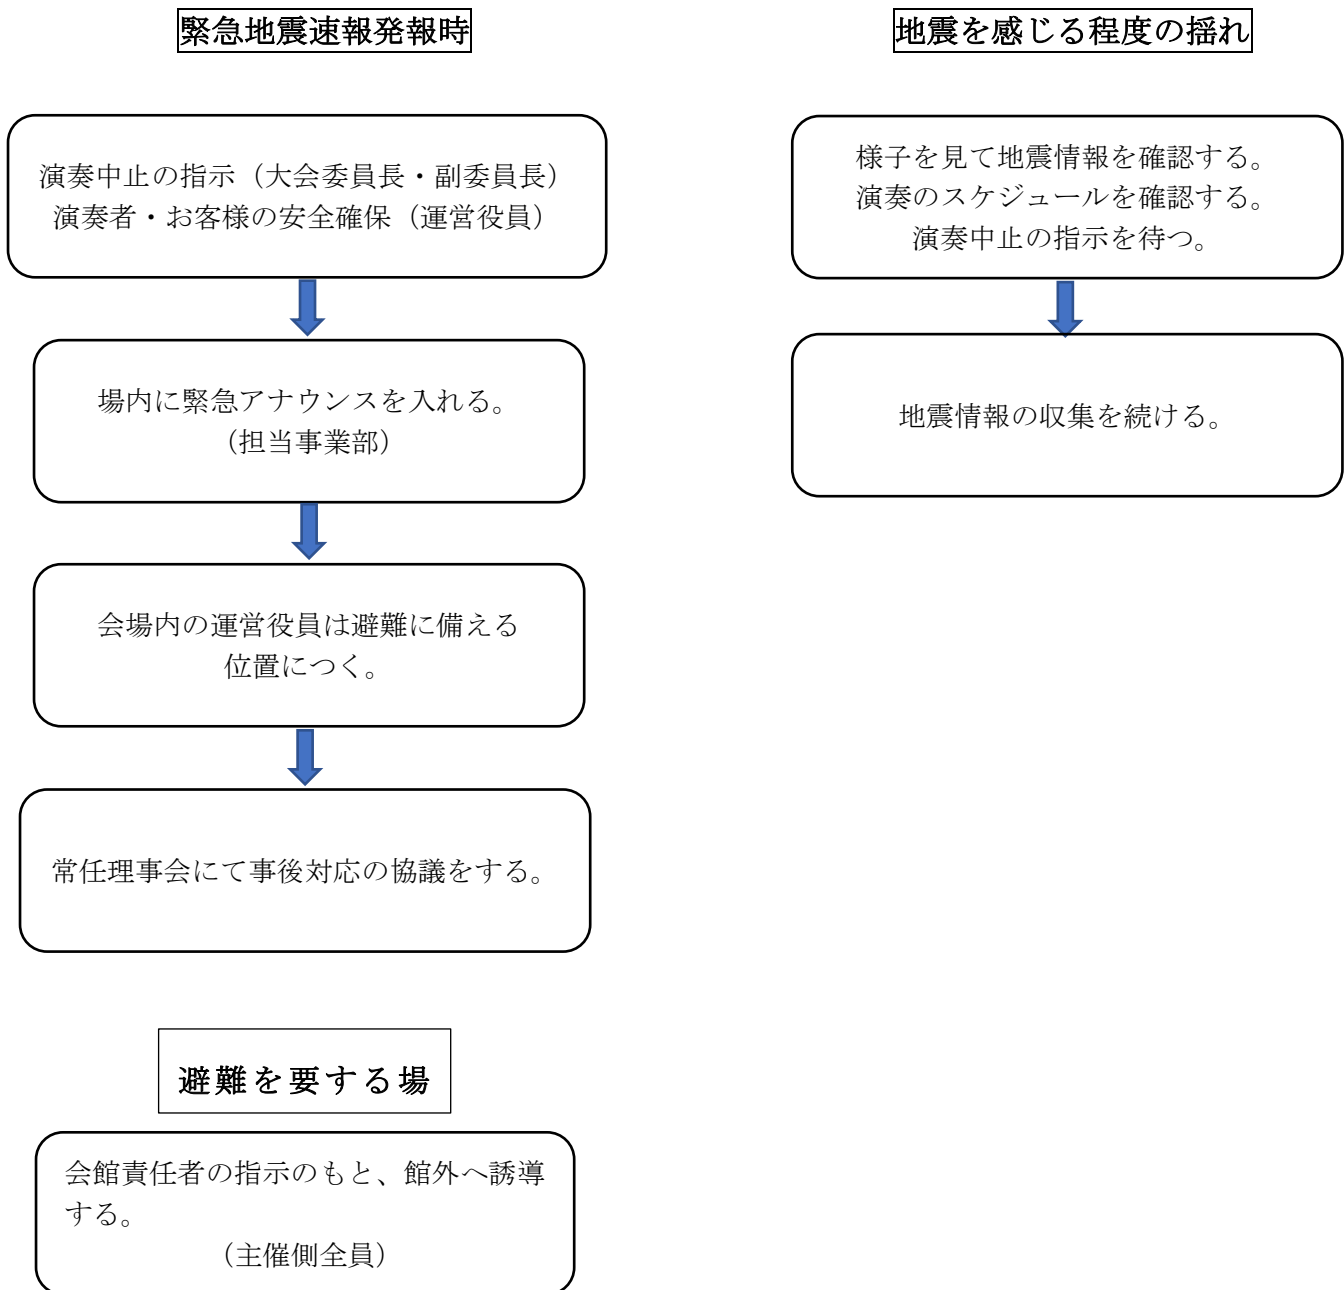 緊急地震速報発報時
演奏中止の指示（大会委員長・副委員長）
演奏者・お客様の安全確保（運営役員）
場内に緊急アナウンスを入れる。
（担当事業部）
会場内の運営役員は避難に備える
位置につく。
常任理事会にて事後対応の協議をする。
避難を要する場
会館責任者の指示のもと、館外へ誘導
する。
（主催側全員）
地震を感じる程度の揺れ
様子を見て地震情報を確認する。
演奏のスケジュールを確認する。
演奏中止の指示を待つ。
地震情報の収集を続ける。